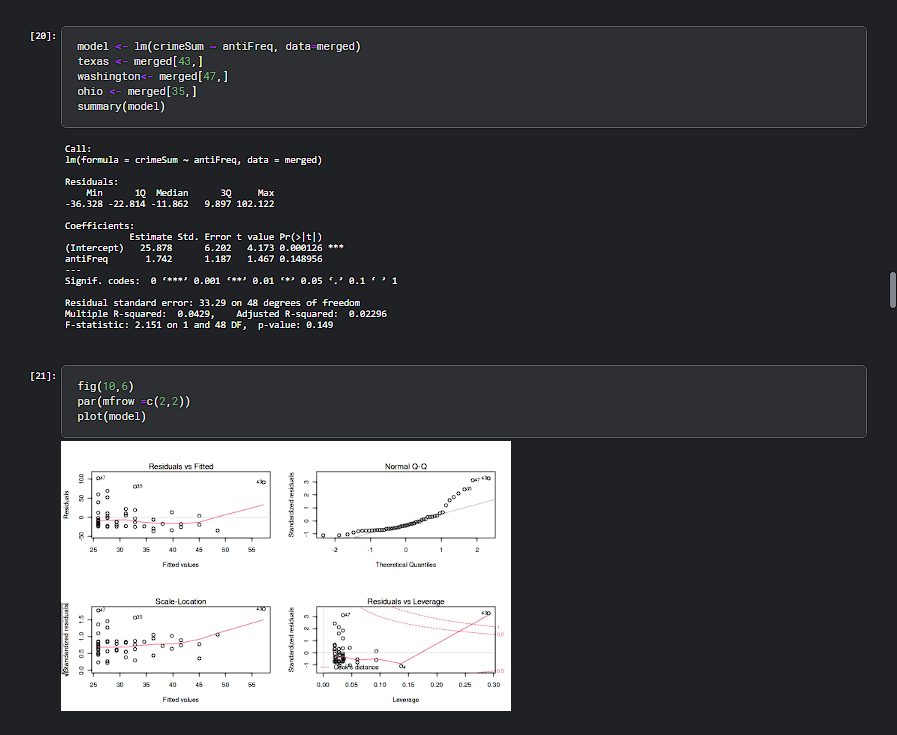 [20]:
model <- lm(crimeSum ~ antiFreq, data=merged)
texas <- merged[43,]
washington<- merged[47,]
ohio <- merged[35,]
summary(model)
Call:
lm(formula = crimeSum ~ antiFreq, data = merged)
Residuals:
Min 1Q Median 3Q Max
-36.328 -22.814 -11.862 9.897 102.122
Coefficients:
Estimate Std. Error t value Pr(>|t|)
(Intercept) 25.878 6.202 4.173 0.000126 ***
antiFreq 1.742 1.187 1.467 0.148956
---
Signif. codes: 0 ‘***’ 0.001 ‘**’ 0.01 ‘*’ 0.05 ‘.’ 0.1 ‘ ’ 1
Residual standard error: 33.29 on 48 degrees of freedom
Multiple R-squared: 0.0429, Adjusted R-squared: 0.02296
F-statistic: 2.151 on 1 and 48 DF, p-value: 0.149
[21]:
fig(10,6)
par(mfrow =c(2,2))
plot(model)
Residuals vs Fitted
Residuals
-50 0 50 100
47
35
43
25 30 35 40 45 50 55
Fitted values
Normal Q-Q
Standardized residuals
-1 0 1 2 3
47 43
35
-2 -1 0 1 2
Theoretical Quantiles
Scale-Location
√|Standardized residuals|
0.0 0.5 1.0 1.5
47
35
43
25 30 35 40 45 50 55
Fitted values
Residuals vs Leverage
Standardized residuals
-1 0 1 2 3
47
43
1
0.5
0.5
Cook's distance
0.00 0.05 0.10 0.15 0.20 0.25 0.30
Leverage